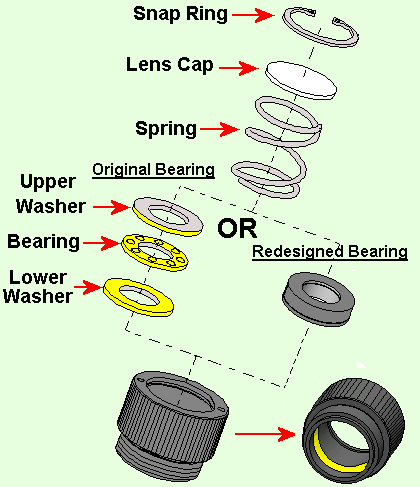 Snap Ring
Lens Cap
Spring
Original Bearing
Upper
Washer
OR
Bearing
Redesigned Bearing
Lower
Washer